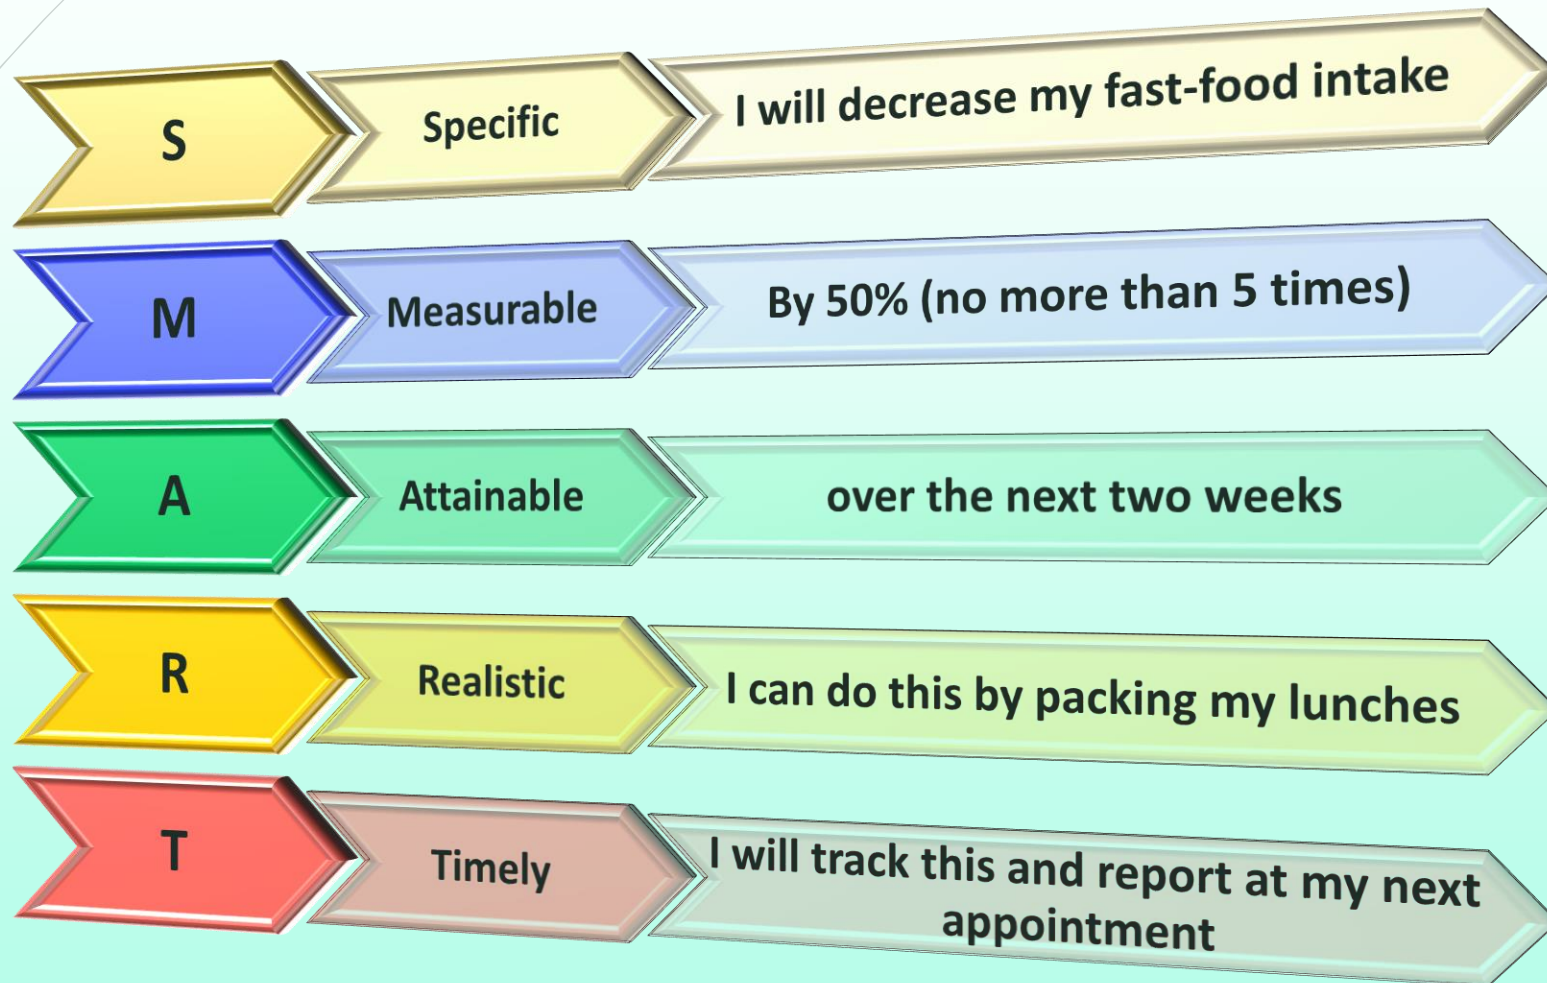 S
Specific
I will decrease my fast-food intake
M
Measurable
By 50% (no more than 5 times)
A
Attainable
over the next two weeks
R
Realistic
I can do this by packing my lunches
T
Timely
I will track this and report at my next
appointment